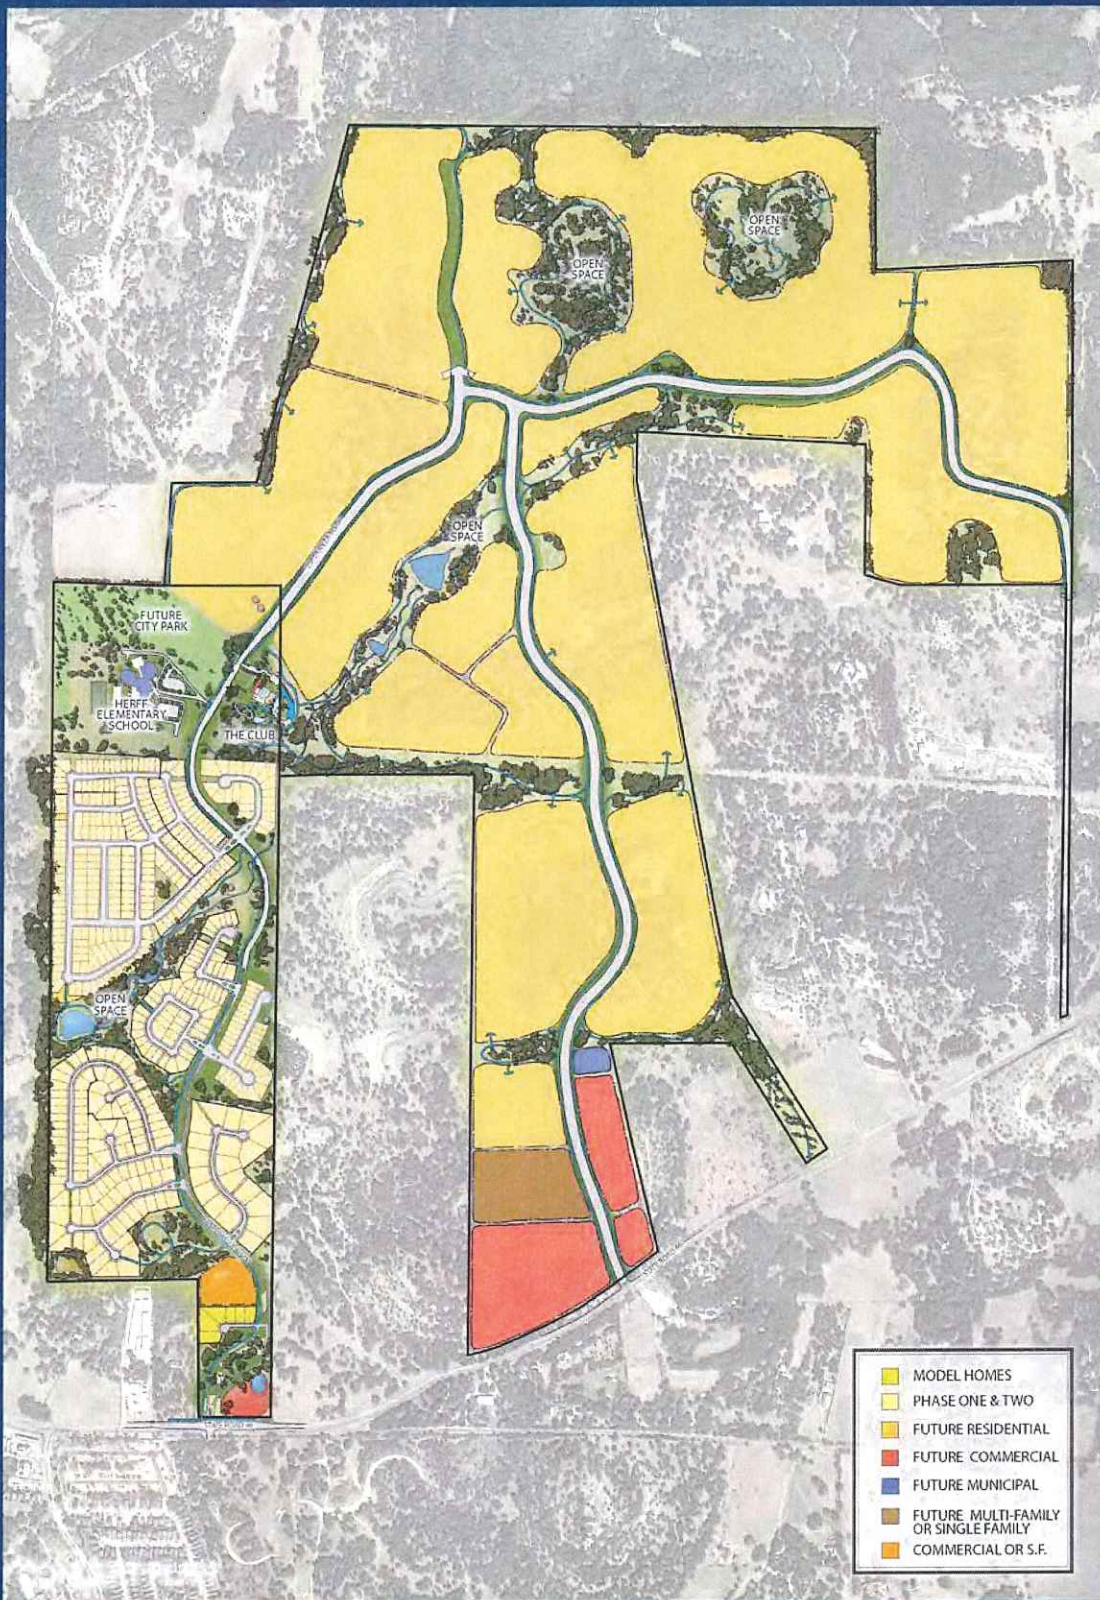 OPEN
SPACE
OPEN
SPACE
OPEN
SPACE
FUTURE
CITY PARK
HERFF
ELEMENTARY
SCHOOL
THE CLUB
OPEN
SPACE
MODEL HOMES
PHASE ONE & TWO
FUTURE RESIDENTIAL
FUTURE COMMERCIAL
FUTURE MUNICIPAL
FUTURE MULTI-FAMILY
OR SINGLE FAMILY
COMMERCIAL OR S.F.